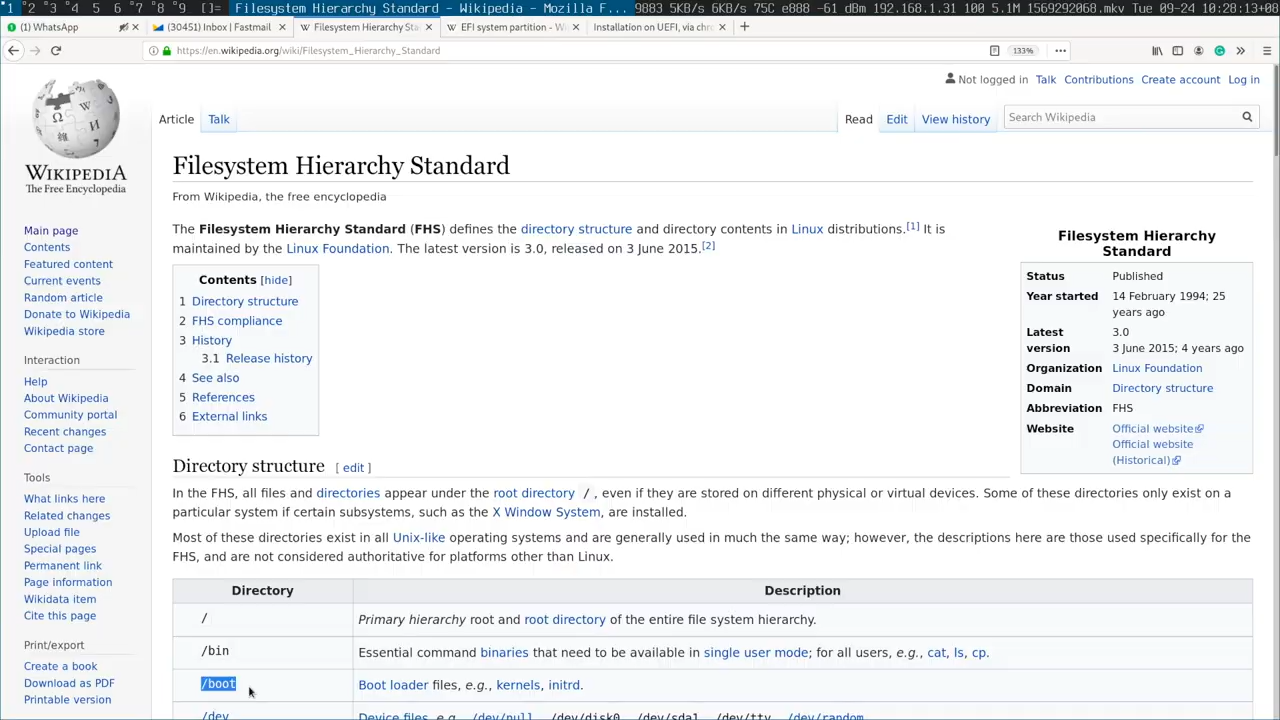 1 2 3 4 5 6 7 8 9 []= Filesystem Hierarchy Standard - Wikipedia - Mozilla F... 9883 5KB/s 6KB/s 75C e888 -61 dBm 192.168.1.31 100 5.1M 1569292068.mkv Tue 09-24 10:28:13+08
(1) WhatsApp (30451) Inbox | Fastmail Filesystem Hierarchy Sta EFI system partition - Wi Installation on UEFI, via chr
https://en.wikipedia.org/wiki/Filesystem_Hierarchy_Standard 133%
Not logged in Talk Contributions Create account Log in
Article Talk Read Edit View history Search Wikipedia
WIKIPEDIA
The Free Encyclopedia
Main page
Contents
Featured content
Current events
Random article
Donate to Wikipedia
Wikipedia store
Interaction
Help
About Wikipedia
Community portal
Recent changes
Contact page
Tools
What links here
Related changes
Upload file
Special pages
Permanent link
Page information
Wikidata item
Cite this page
Print/export
Create a book
Download as PDF
Printable version
Filesystem Hierarchy Standard
From Wikipedia, the free encyclopedia
The Filesystem Hierarchy Standard (FHS) defines the directory structure and directory contents in Linux distributions.[1] It is
maintained by the Linux Foundation. The latest version is 3.0, released on 3 June 2015.[2]
Contents [hide]
1 Directory structure
2 FHS compliance
3 History
3.1 Release history
4 See also
5 References
6 External links
Filesystem Hierarchy
Standard
Status Published
Year started 14 February 1994; 25
years ago
Latest 3.0
version 3 June 2015; 4 years ago
Organization Linux Foundation
Domain Directory structure
Abbreviation FHS
Website Official website
Official website
(Historical)
Directory structure [ edit ]
In the FHS, all files and directories appear under the root directory /, even if they are stored on different physical or virtual devices. Some of these directories only exist on a
particular system if certain subsystems, such as the X Window System, are installed.
Most of these directories exist in all Unix-like operating systems and are generally used in much the same way; however, the descriptions here are those used specifically for the
FHS, and are not considered authoritative for platforms other than Linux.
Directory Description
/ Primary hierarchy root and root directory of the entire file system hierarchy.
/bin Essential command binaries that need to be available in single user mode; for all users, e.g., cat, ls, cp.
/boot Boot loader files, e.g., kernels, initrd.
/dev Device files, e.g., /dev/null, /dev/disk0, /dev/sda1, /dev/tty, /dev/random